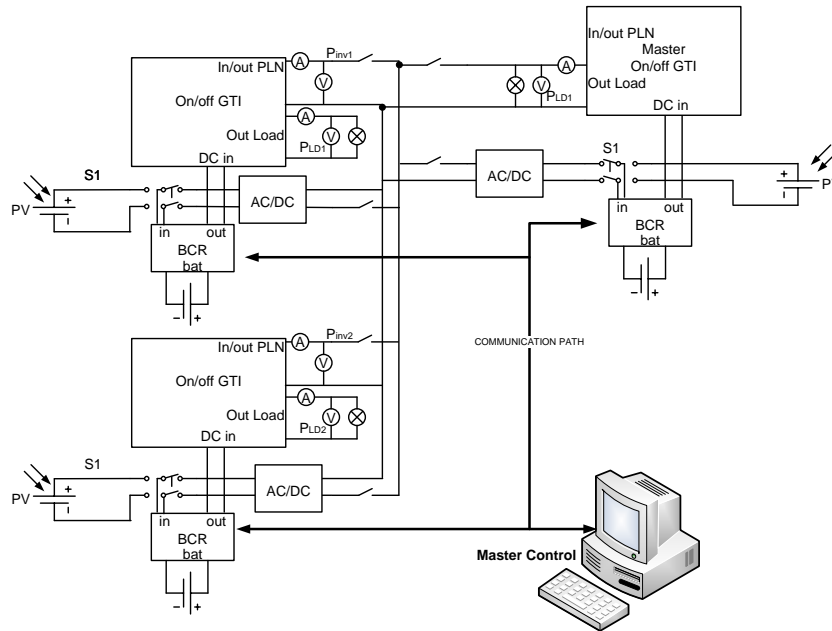 In/out PLN
A
Pinv1
On/off GTI
V
A
Out Load
V
PLD1
DC in
S1
PV
+
-
AC/DC
in
out
BCR
bat
-
+
In/out PLN
Master
On/off GTI
A
Out Load
V
PLD1
DC in
S1
AC/DC
+
-
P
in
out
BCR
bat
-
+
In/out PLN
A
Pinv2
On/off GTI
V
A
Out Load
V
PLD2
DC in
S1
PV
+
-
AC/DC
in
out
BCR
bat
-
+
COMMUNICATION PATH
Master Control